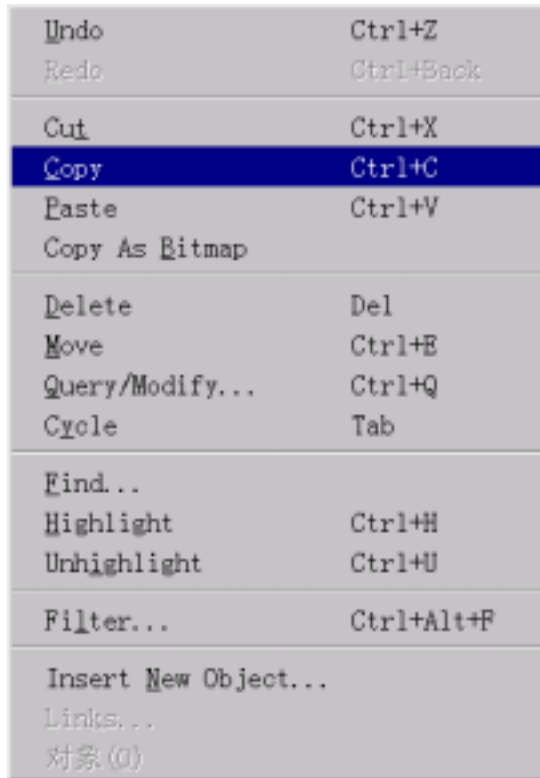 Undo Ctrl+Z
Redo Ctrl+Back
Cut Ctrl+X
Copy Ctrl+C
Paste Ctrl+V
Copy As Bitmap
Delete Del
Move Ctrl+E
Query/Modify... Ctrl+Q
Cycle Tab
Find...
Highlight Ctrl+H
Unhighlight Ctrl+U
Filter... Ctrl+Alt+F
Insert New Object...
Links...
对象(O)